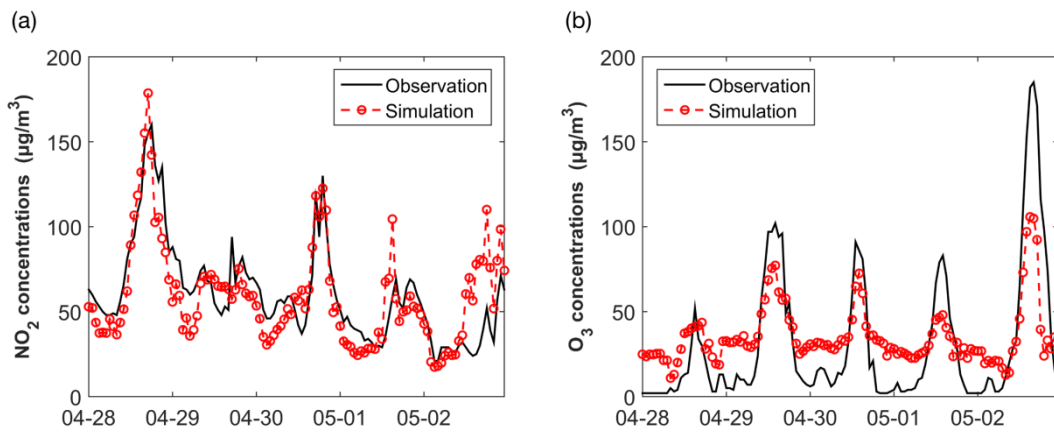 (a)
NO2 concentrations (µg/m3)
200
150
100
50
0
Observation
Simulation
04-28
04-29
04-30
05-01
05-02
(b)
O3 concentrations (µg/m3)
200
150
100
50
0
Observation
Simulation
04-28
04-29
04-30
05-01
05-02